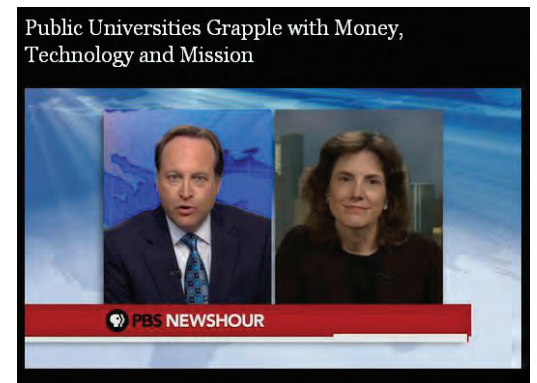 Public Universities Grapple with Money,
Technology and Mission
PBS NEWSHOUR